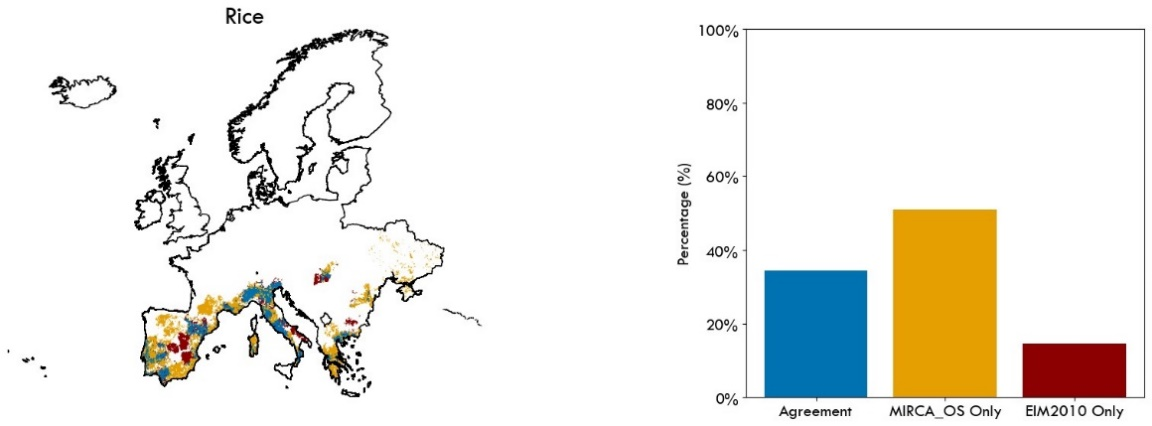 Rice
100%
80%
60%
40%
20%
0%
Percentage (%)
Agreement
MIRCA_OS Only
EIM2010 Only